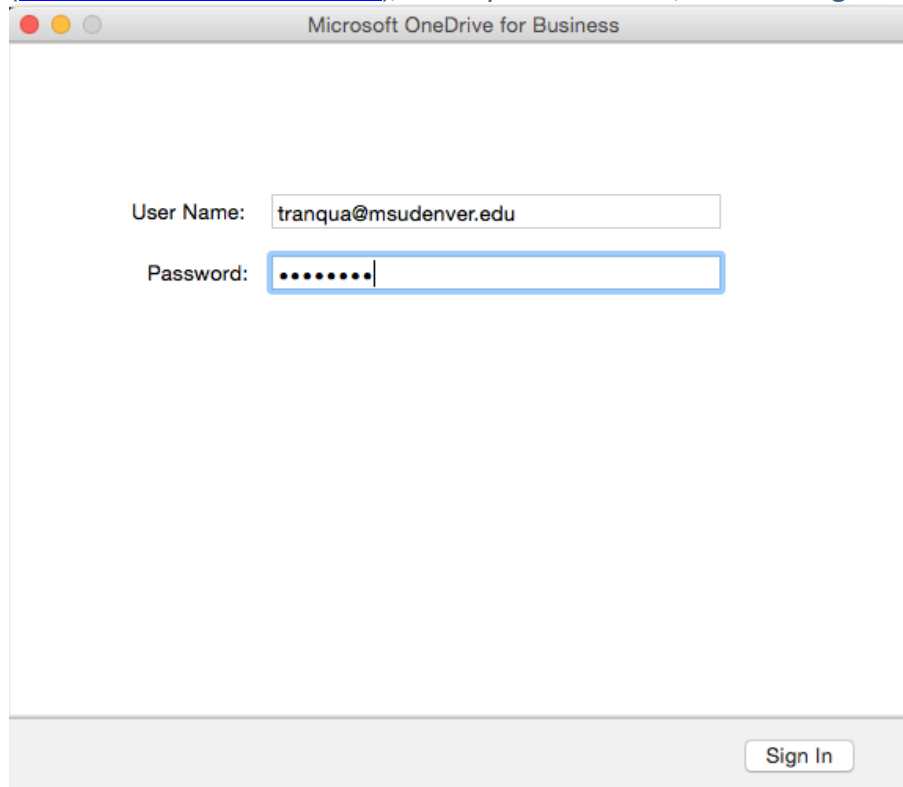 Microsoft OneDrive for Business
User Name: tranqua@msudenver.edu
Password: ••••••••
Sign In